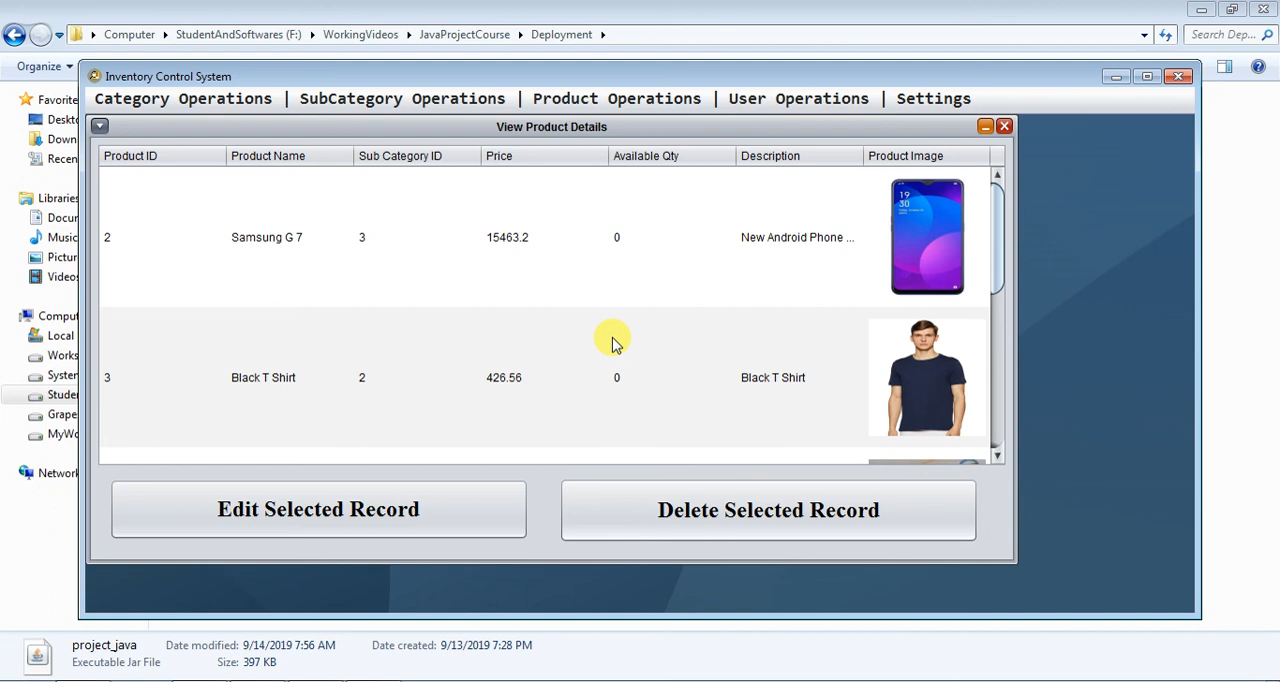 Computer StudentAndSoftwares (F:) WorkingVideos JavaProjectCourse Deployment Search Dep...
Organize
Inventory Control System
Category Operations | SubCategory Operations | Product Operations | User Operations | Settings
View Product Details
Product ID Product Name Sub Category ID Price Available Qty Description Product Image
2 Samsung G 7 3 15463.2 0 New Android Phone ...
19
30
3 Black T Shirt 2 426.56 0 Black T Shirt
Edit Selected Record Delete Selected Record
Favorite
Deskt
Down
Recen
Libraries
Docu
Music
Pictur
Videos
Comput
Local
Works
System
Studer
Grape
MyWo
Network
project_java Date modified: 9/14/2019 7:56 AM Date created: 9/13/2019 7:28 PM
Executable Jar File Size: 397 KB